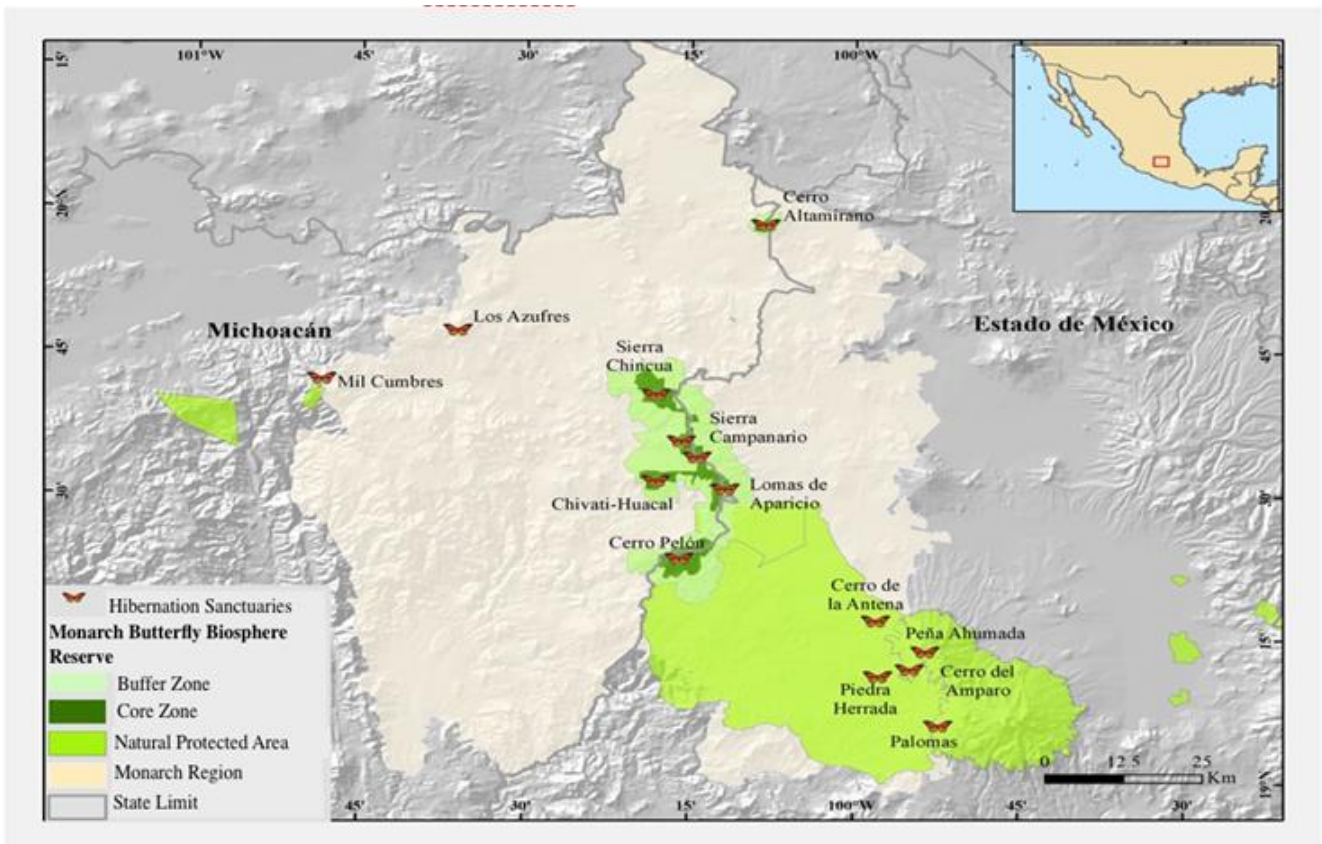 101°W 45' 30' 15' 100°W
15'
20°
45'
30'
15'
19°N
20
45'
30'
15'
Cerro
Altamirano
Los Azufres
Michoacán
Estado de México
Sierra
Chincua
Mil Cumbres
Sierra
Campanario
Lomas de
Aparicio
Chivati-Huacal
Cerro Pelón
Cerro de
la Antena
Peña Ahumada
Cerro del
Amparo
Piedra
Herrada
Palomas
0 12.5 25
Km
Hibernation Sanctuaries
Monarch Butterfly Biosphere
Reserve
Buffer Zone
Core Zone
Natural Protected Area
Monarch Region
State Limit
45' 30' 15' 100°W 45' 30'